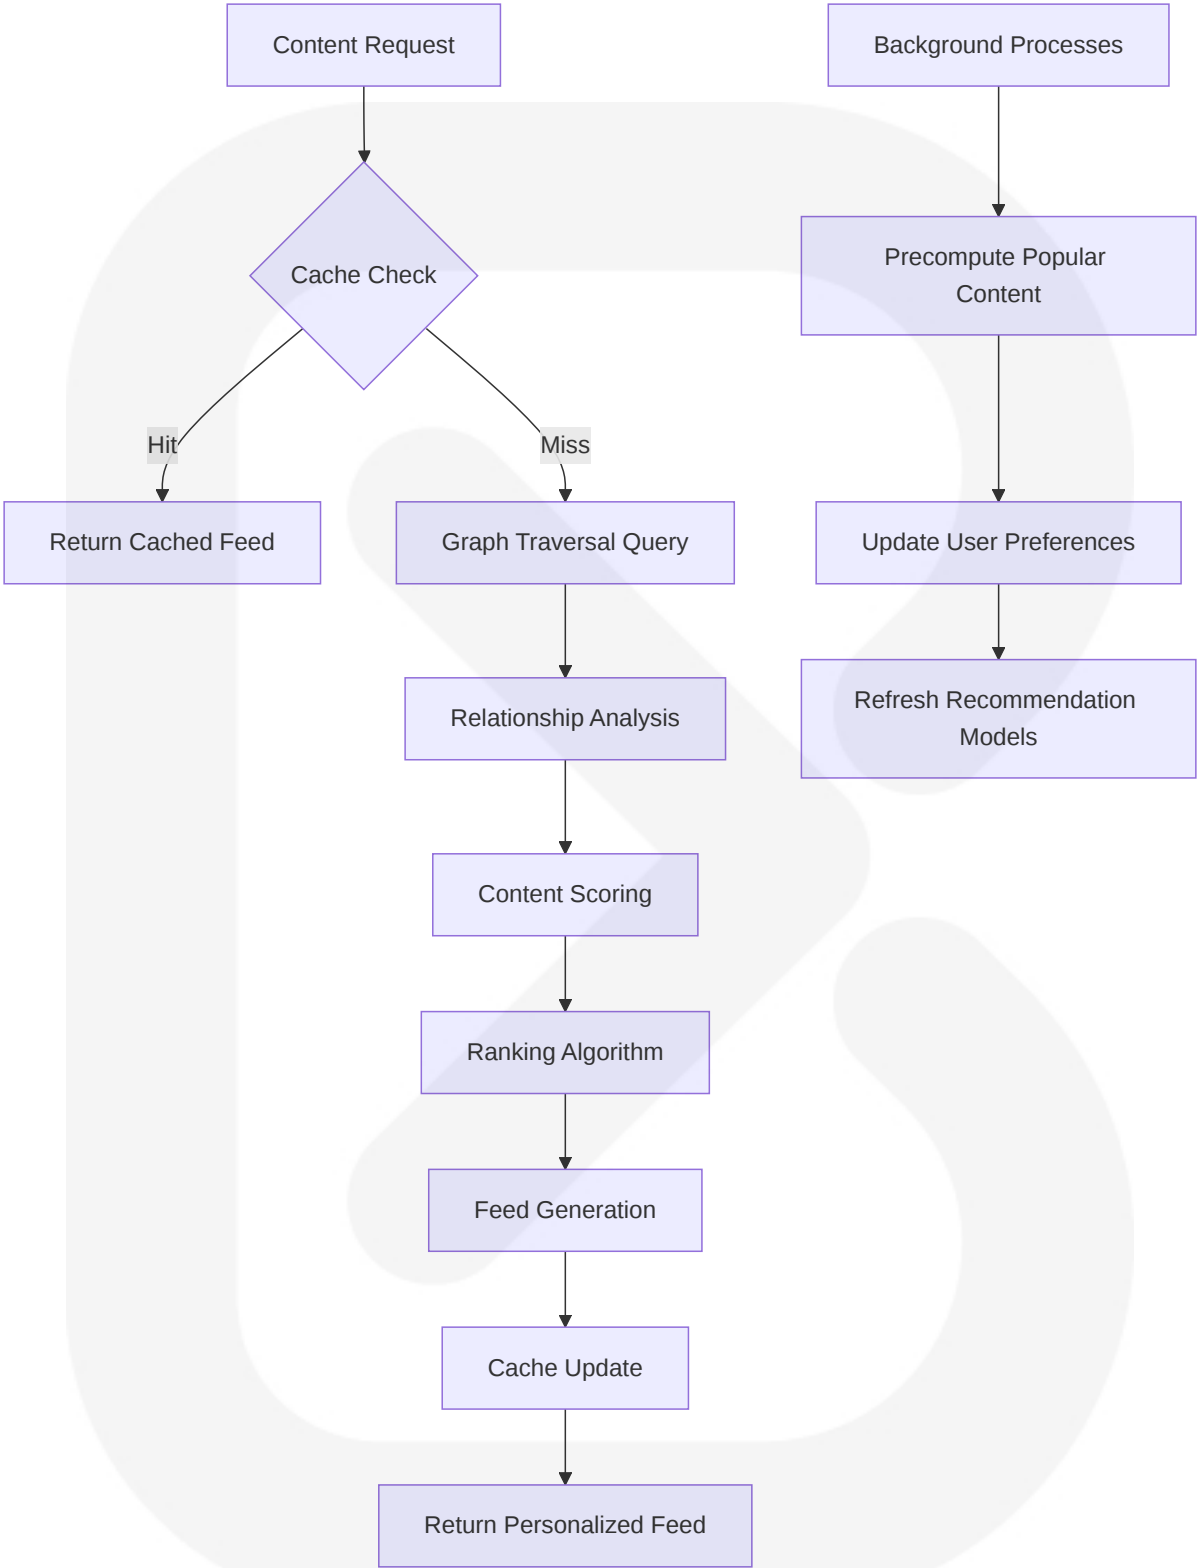 Content Request
Background Processes
Cache Check
Precompute Popular
Content
Hit
Miss
Return Cached Feed
Graph Traversal Query
Update User Preferences
Relationship Analysis
Refresh Recommendation
Models
Content Scoring
Ranking Algorithm
Feed Generation
Cache Update
Return Personalized Feed